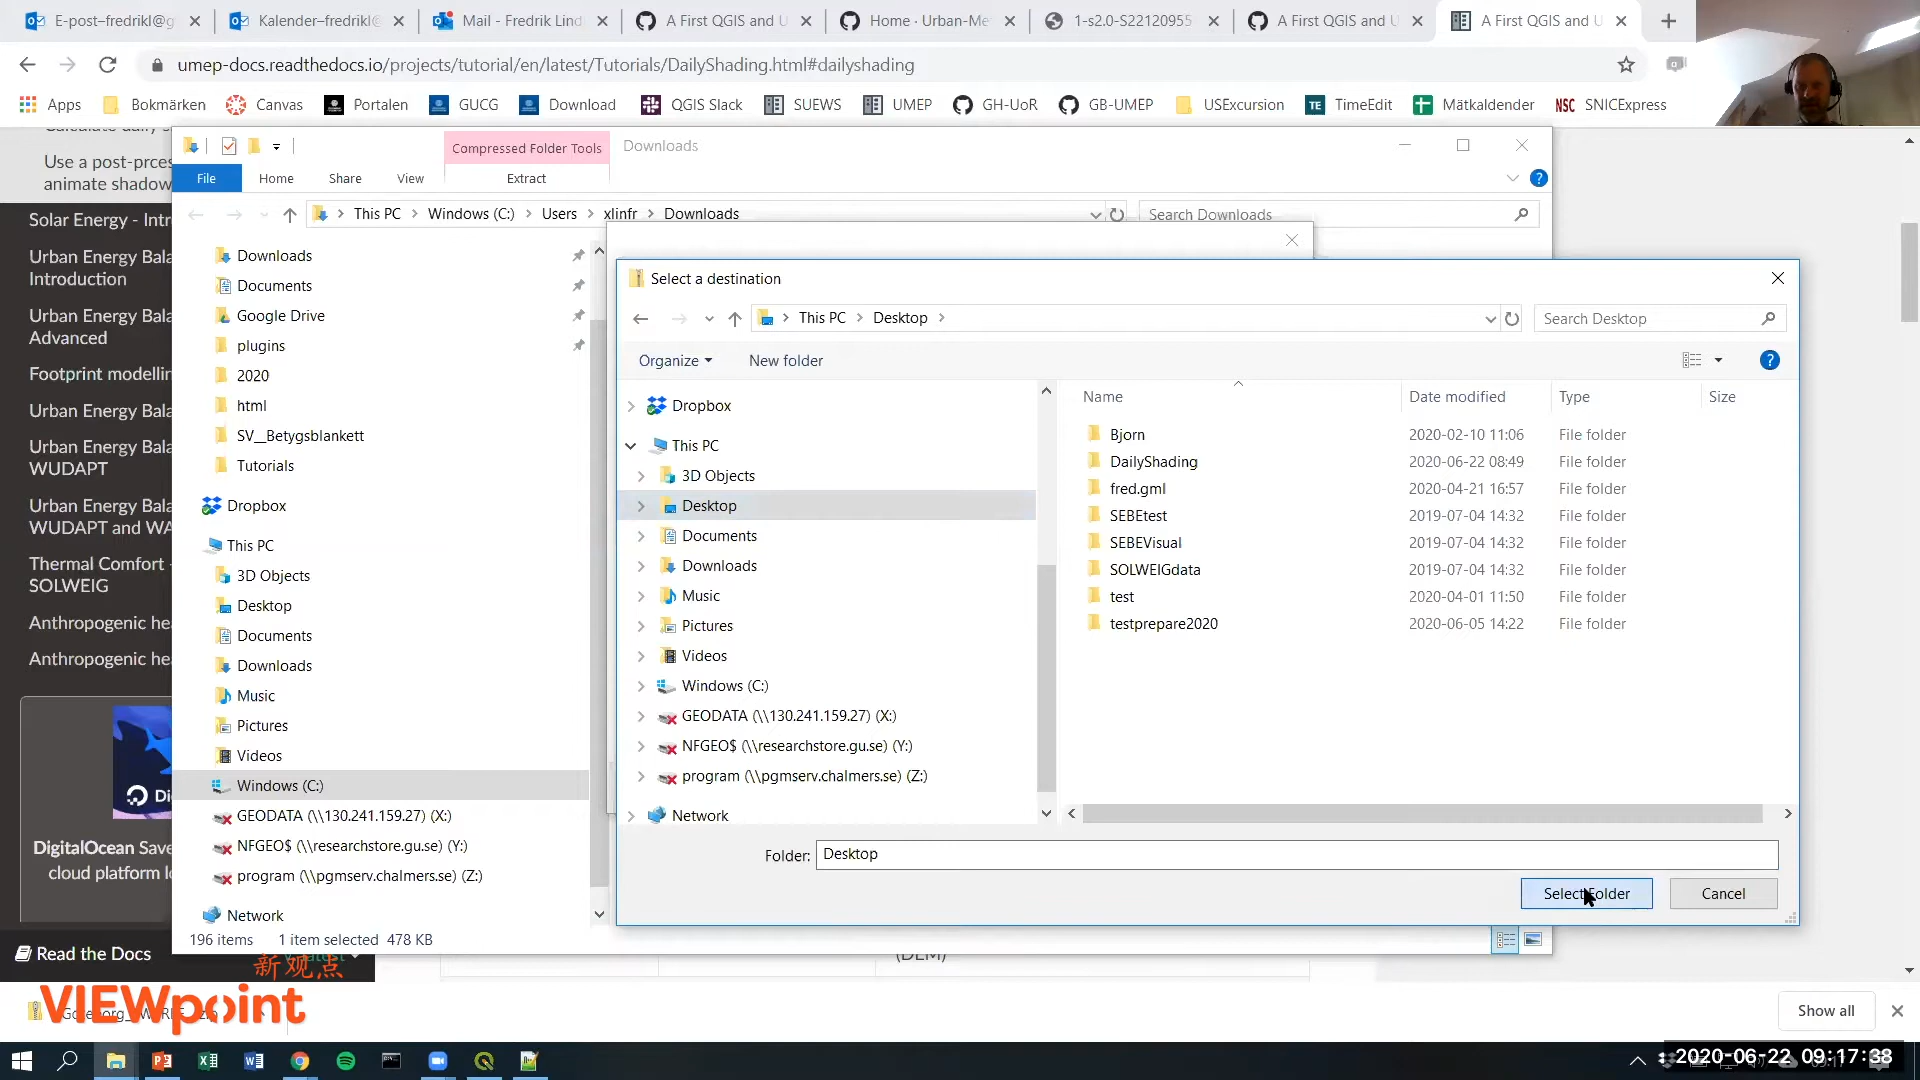 E-post–fredrikl@g
Kalender–fredrikl@
Mail - Fredrik Lind
A First QGIS and U
Home · Urban-Me
1-s2.0-S22120955
A First QGIS and U
A First QGIS and U
umep-docs.readthedocs.io/projects/tutorial/en/latest/Tutorials/DailyShading.html#dailyshading
Apps
Bokmärken
Canvas
Portalen
GUCG
Download
QGIS Slack
SUEWS
UMEP
GH-UoR
GB-UMEP
USExcursion
TE TimeEdit
Mätkalender
NSC SNICExpress
Use a post-prces
animate shadow
Solar Energy - Intr
Urban Energy Bala
Introduction
Urban Energy Bala
Advanced
Footprint modellin
Urban Energy Bala
Urban Energy Bala
WUDAPT
Urban Energy Bala
WUDAPT and WA
Thermal Comfort -
SOLWEIG
Anthropogenic hea
Anthropogenic hea
Di
DigitalOcean Save
cloud platform lo
Read the Docs
Compressed Folder Tools
Downloads
File
Home
Share
View
Extract
This PC
Windows (C:)
Users
xlinfr
Downloads
Search Downloads
Downloads
Documents
Google Drive
plugins
2020
html
SV__Betygsblankett
Tutorials
Dropbox
This PC
3D Objects
Desktop
Documents
Downloads
Music
Pictures
Videos
Windows (C:)
GEODATA (\\130.241.159.27) (X:)
NFGEO$ (\\researchstore.gu.se) (Y:)
program (\\pgmserv.chalmers.se) (Z:)
Network
196 items
1 item selected 478 KB
Select a destination
This PC
Desktop
Search Desktop
Organize
New folder
Dropbox
This PC
3D Objects
Desktop
Documents
Downloads
Music
Pictures
Videos
Windows (C:)
GEODATA (\\130.241.159.27) (X:)
NFGEO$ (\\researchstore.gu.se) (Y:)
program (\\pgmserv.chalmers.se) (Z:)
Network
Name Date modified Type Size
Bjorn 2020-02-10 11:06 File folder
DailyShading 2020-06-22 08:49 File folder
fred.gml 2020-04-21 16:57 File folder
SEBEtest 2019-07-04 14:32 File folder
SEBEVisual 2019-07-04 14:32 File folder
SOLWEIGdata 2019-07-04 14:32 File folder
test 2020-04-01 11:50 File folder
testprepare2020 2020-06-05 14:22 File folder
Folder: Desktop
Select Folder
Cancel
(DEM)
新观点
VIEWpoint
Show all
2020-06-22 09:17:38